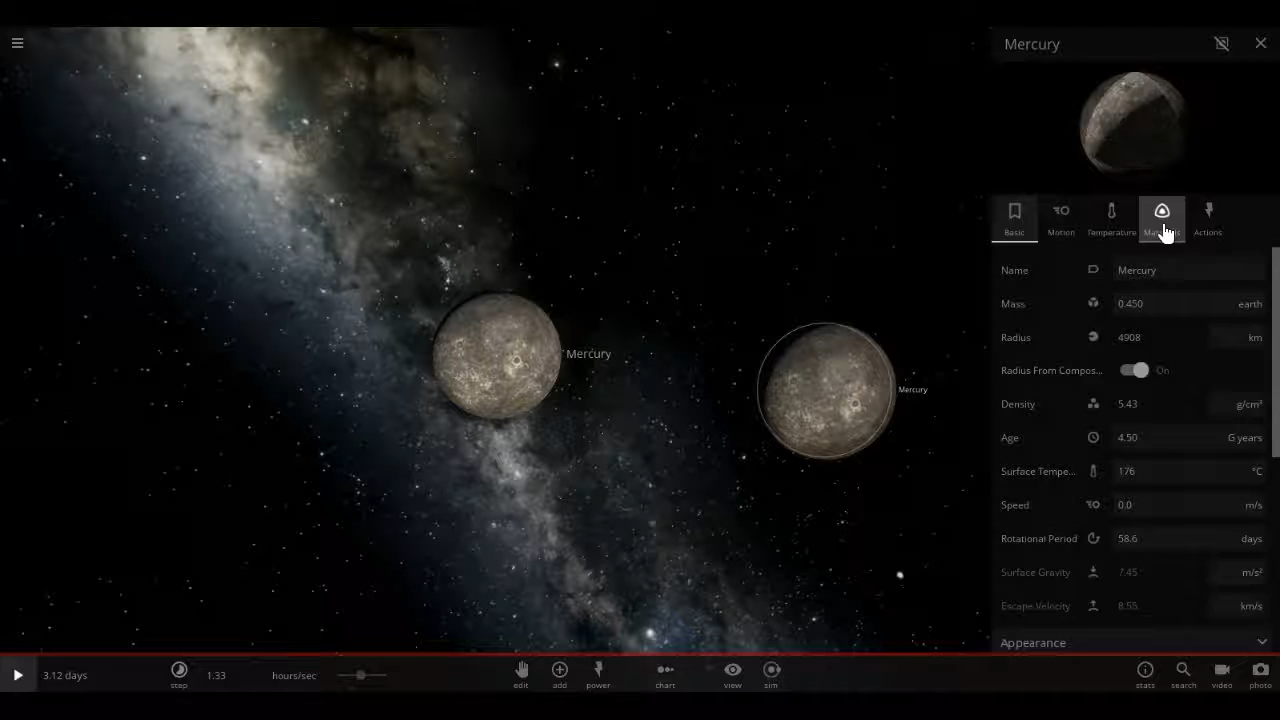 Mercury
Basic
Motion
Temperature
Actions
Name Mercury
Mass 0.450 earth
Radius 4908 km
Radius From Compos... On
Density 5.43 g/cm³
Age 4.50 G years
Surface Tempe... 176 °C
Speed 0.0 m/s
Rotational Period 58.6 days
Surface Gravity 7.45 m/s²
Escape Velocity 8.55 km/s
Appearance
Mercury
Mercury
3.12 days
step
1.33 hours/sec
edit
add
power
chart
view
sim
stats
search
video
photo